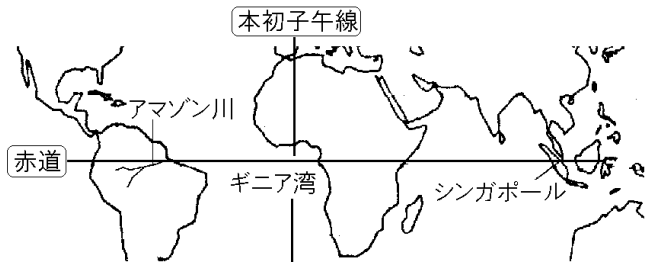 本初子午線
アマゾン川
赤道
ギニア湾
シンガポール